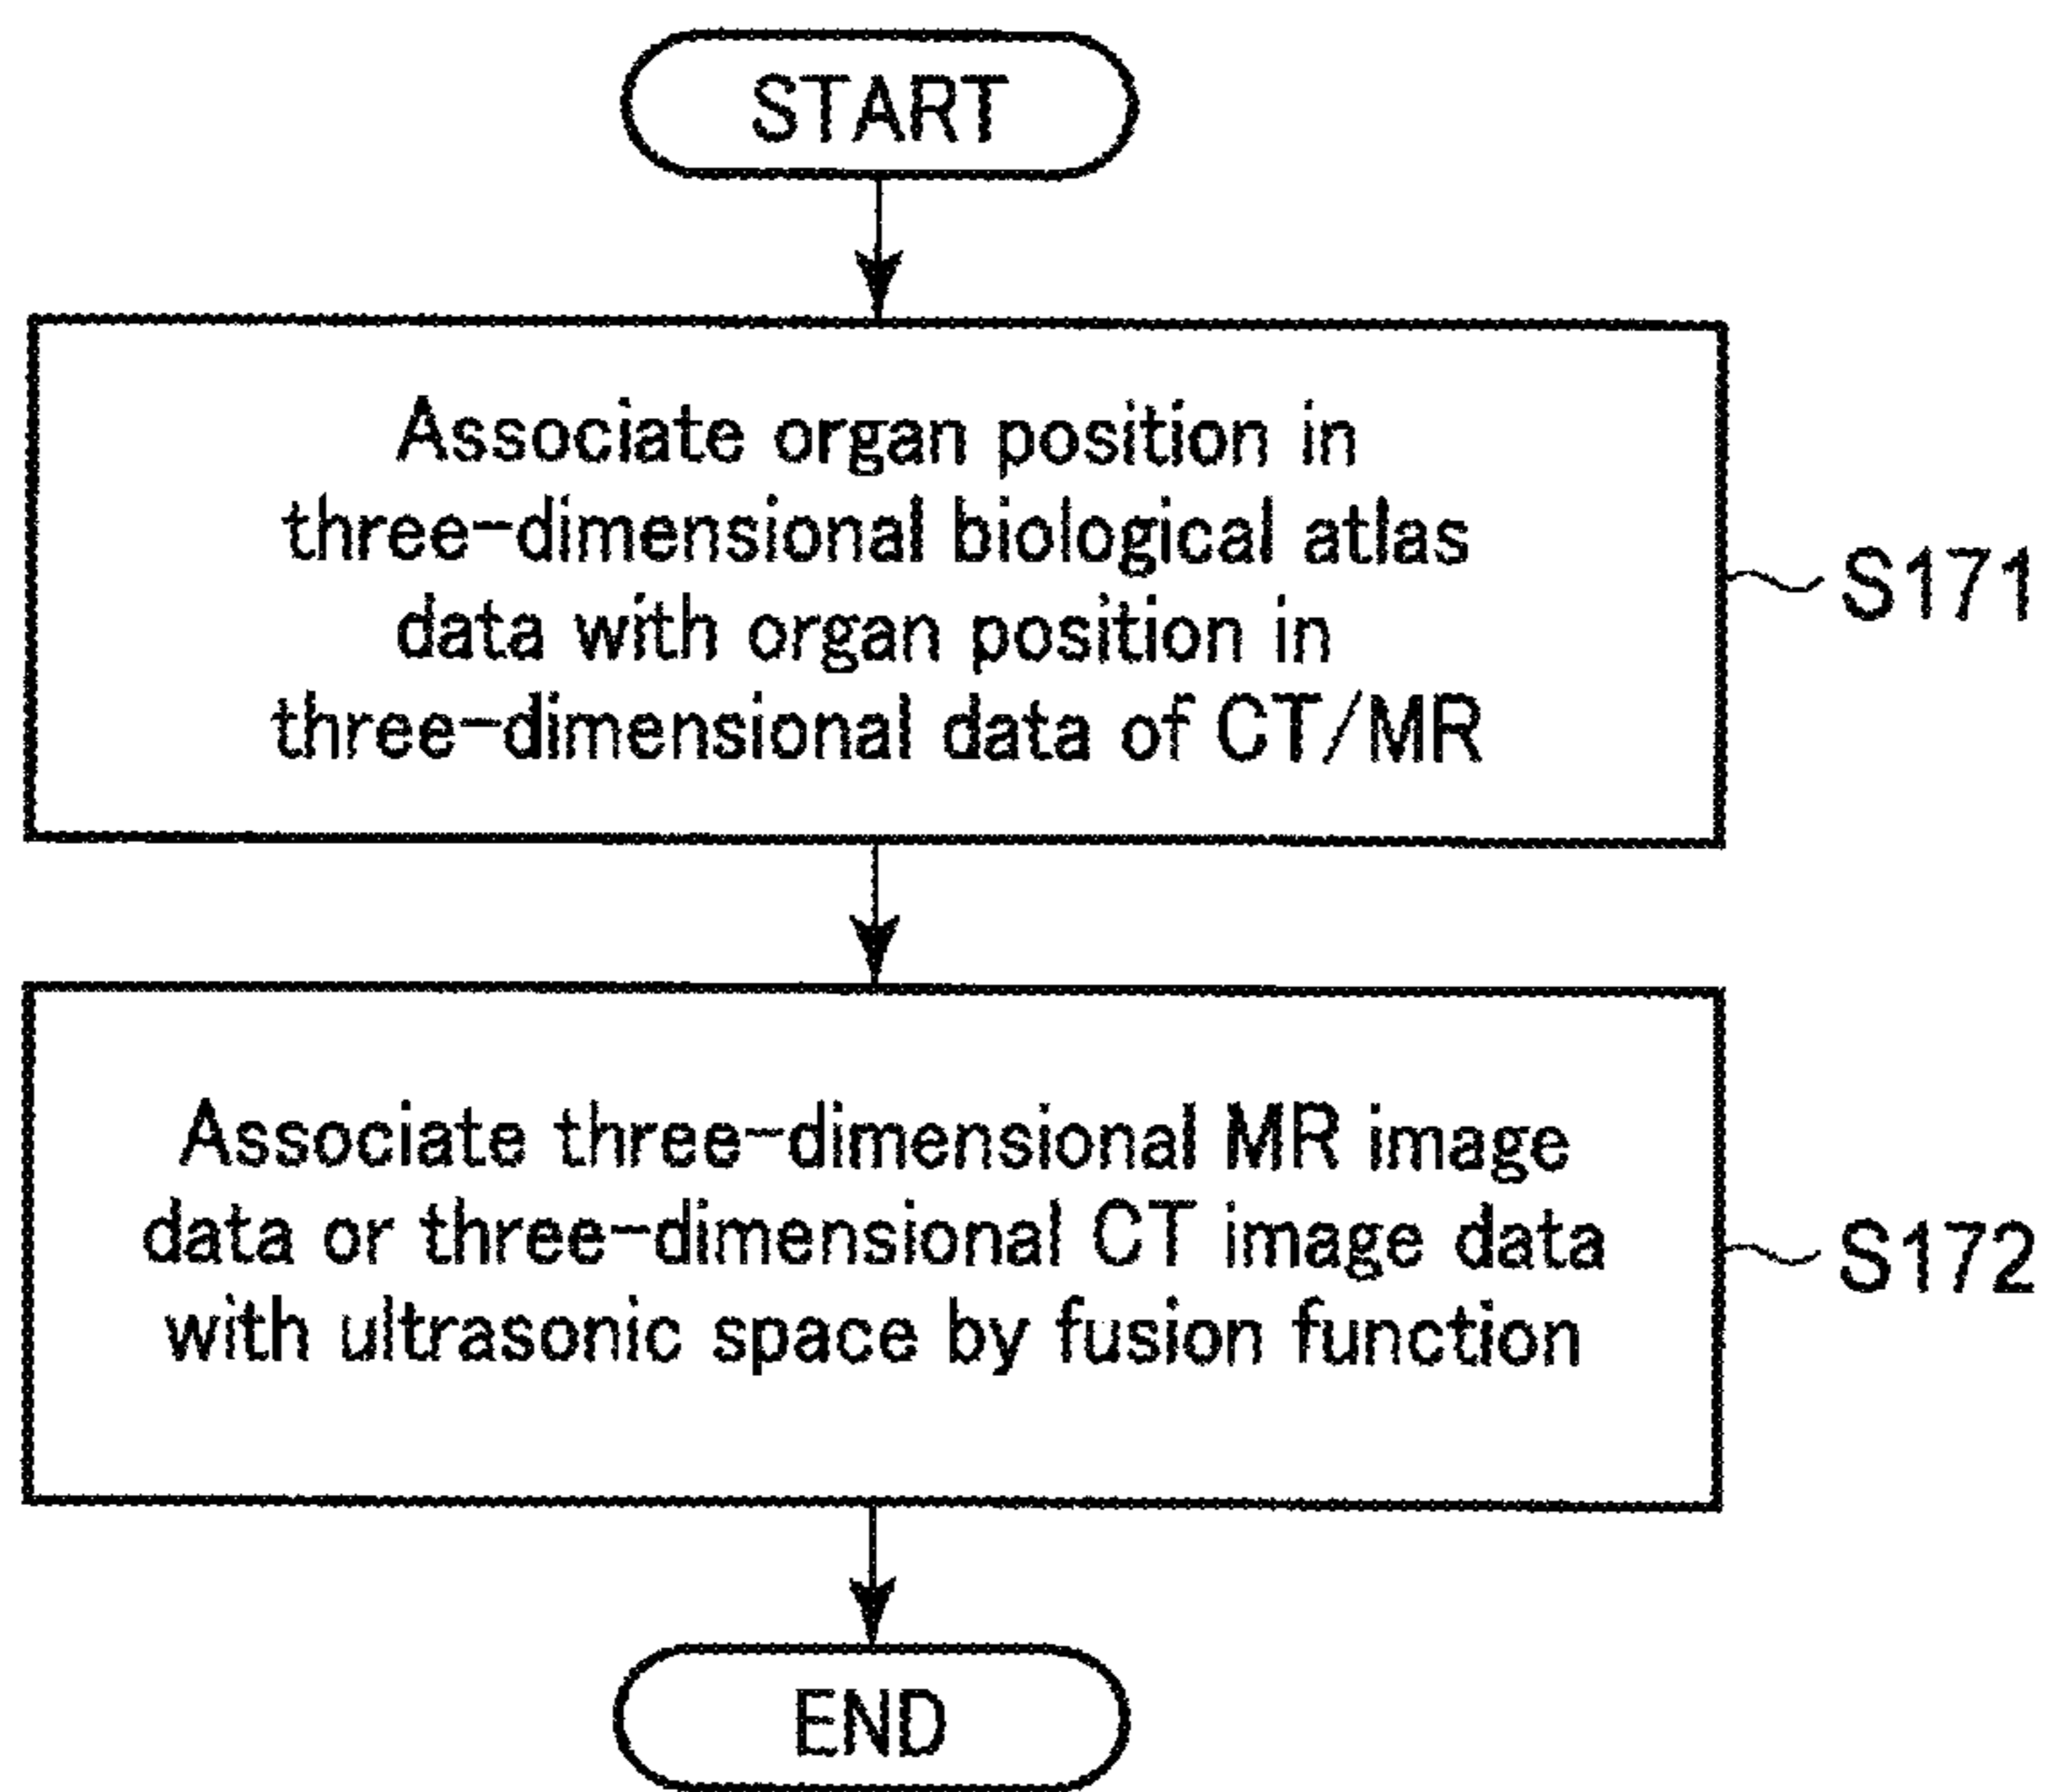 START
Associate organ position in
three-dimensional biological atlas
data with organ position in
three-dimensional data of CT/MR
S171
Associate three-dimensional MR image
data or three-dimensional CT image data
with ultrasonic space by fusion function
S172
END